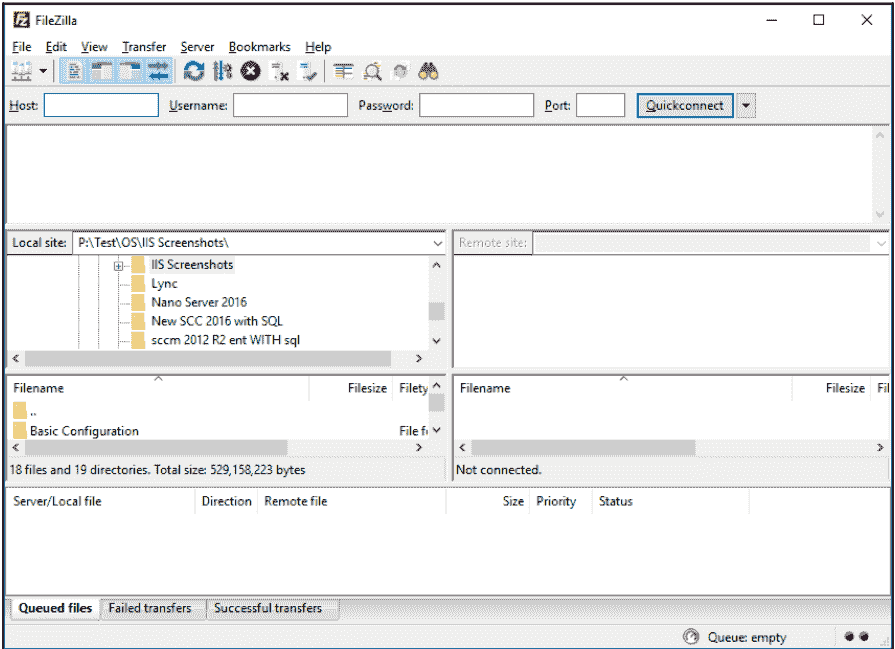 FileZilla
File Edit View Transfer Server Bookmarks Help
Host: Username: Password: Port: Quickconnect
Local site: P:\Test\OS\IIS Screenshots\ Remote site:
IIS Screenshots
Lync
Nano Server 2016
New SCC 2016 with SQL
sccm 2012 R2 ent WITH sql
Filename Filesize Filety Filename Filesize Fil
..
Basic Configuration File f
18 files and 19 directories. Total size: 529,158,223 bytes Not connected.
Server/Local file Direction Remote file Size Priority Status
Queued files Failed transfers Successful transfers
Queue: empty